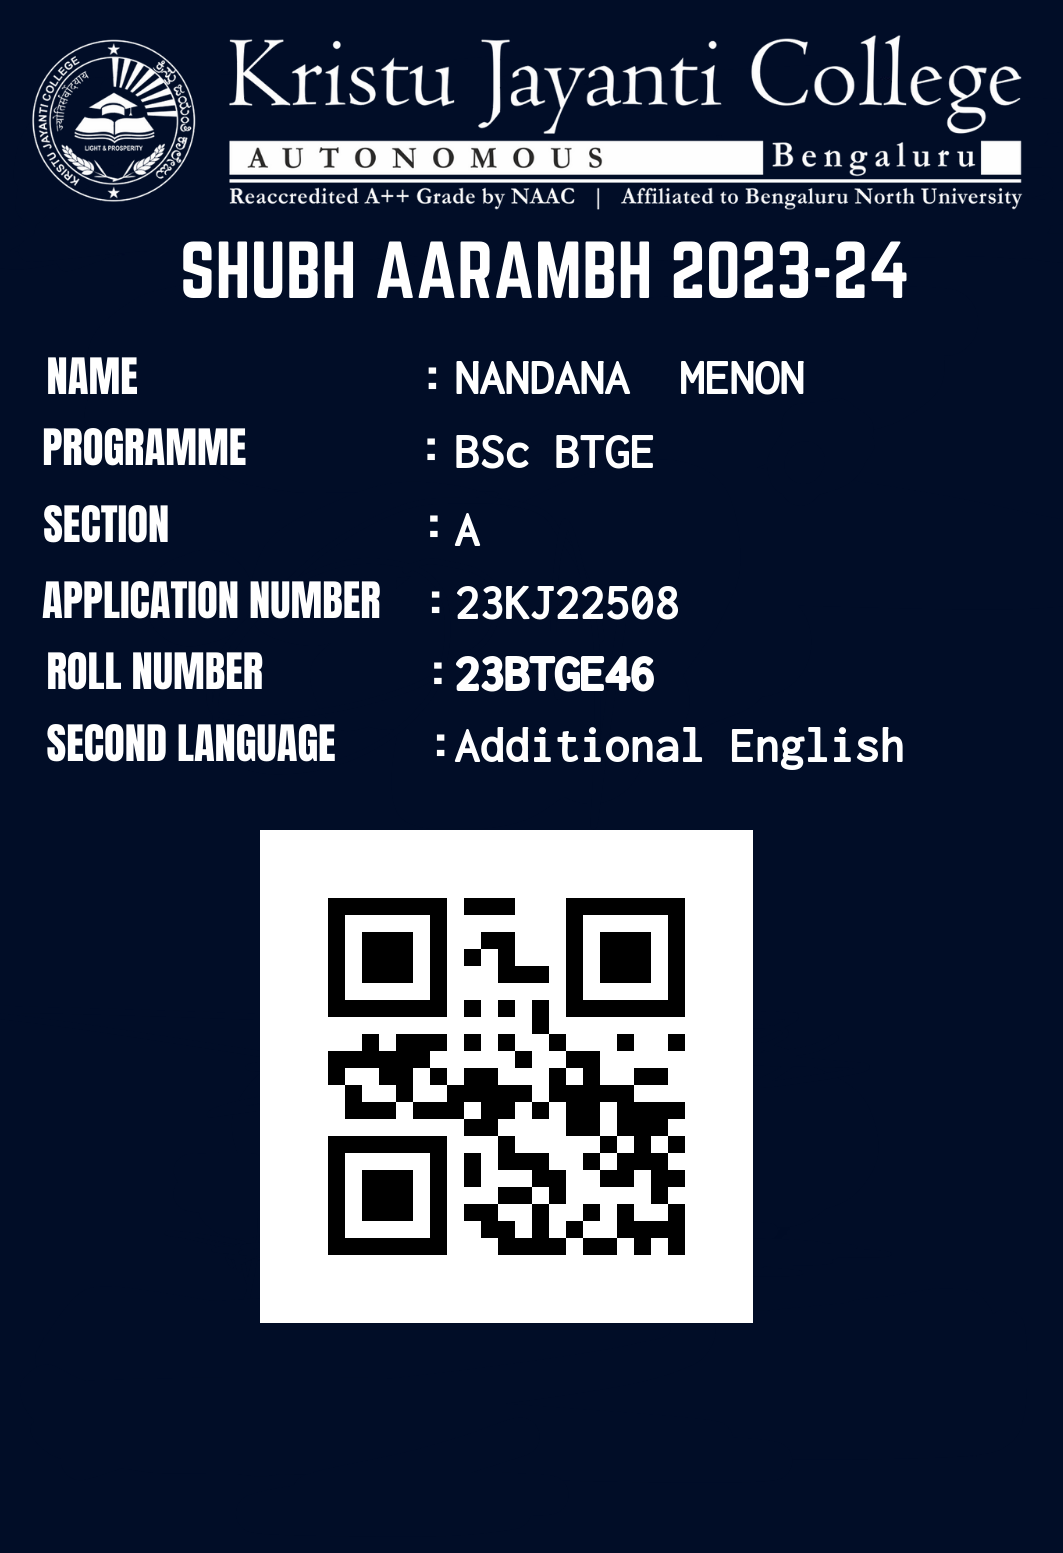 Kristu Jayanti College
AUTONOMOUS Bengaluru
Reaccredited A++ Grade by NAAC | Affiliated to Bengaluru North University
KRISTU JAYANTI COLLEGE
ज्योतिर्समृद्धिश्च
LIGHT & PROSPERITY
SHUBH AARAMBH 2023-24
NAME : NANDANA MENON
PROGRAMME : BSc BTGE
SECTION : A
APPLICATION NUMBER : 23KJ22508
ROLL NUMBER : 23BTGE46
SECOND LANGUAGE : Additional English